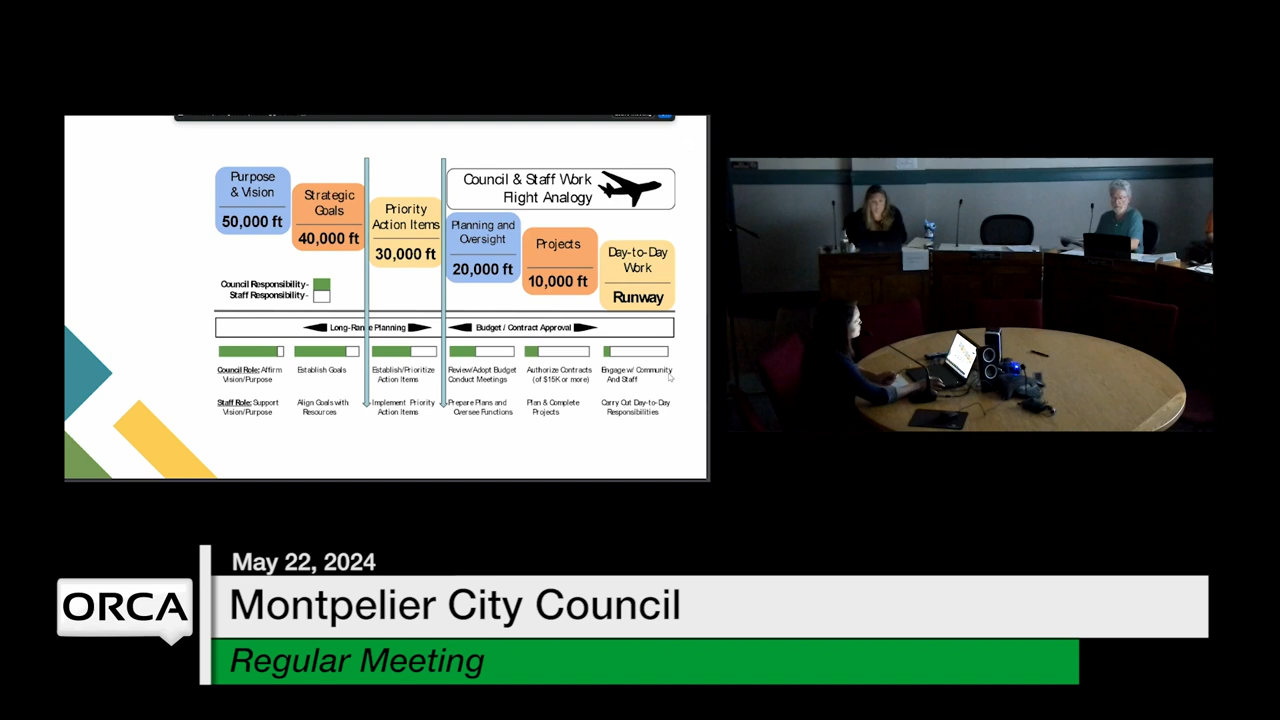 Purpose
& Vision
50,000 ft
Strategic
Goals
40,000 ft
Priority
Action Items
30,000 ft
Council & Staff Work
Flight Analogy
Planning and
Oversight
20,000 ft
Projects
10,000 ft
Day-to-Day
Work
Runway
Council Responsibility-
Staff Responsibility-
Long-Range Planning
Budget / Contract Approval
Council Role: Affirm
Vision/Purpose
Establish Goals
Establish/Prioritize
Action Items
Review/Adopt Budget
Conduct Meetings
Authorize Contracts
(of $15K or more)
Engage w/ Community
And Staff
Staff Role: Support
Vision/Purpose
Align Goals with
Resources
Implement Priority
Action Items
Prepare Plans and
Oversee Functions
Plan & Complete
Projects
Carry Out Day-to-Day
Responsibilities
May 22, 2024
ORCA
Montpelier City Council
Regular Meeting